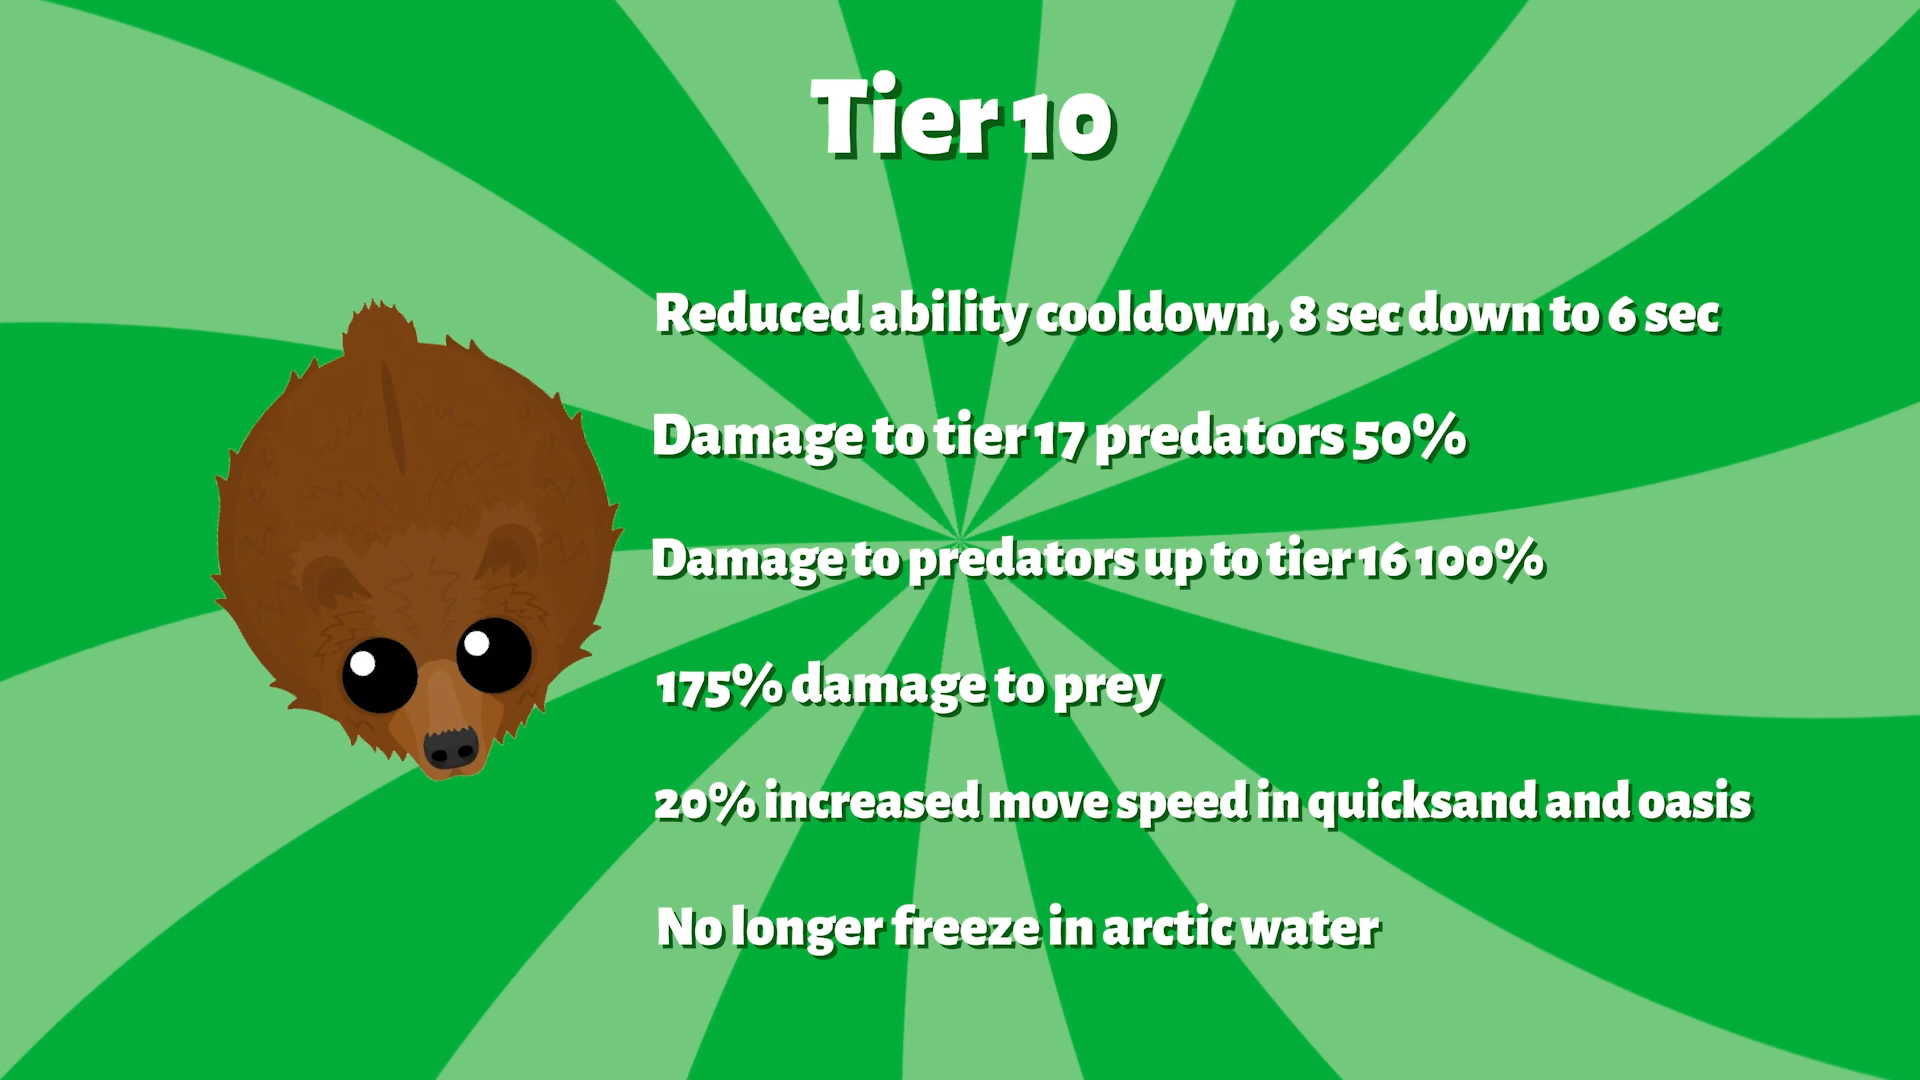 Tier 10
Reduced ability cooldown, 8 sec down to 6 sec
Damage to tier 17 predators 50%
Damage to predators up to tier 16 100%
175% damage to prey
20% increased move speed in quicksand and oasis
No longer freeze in arctic water